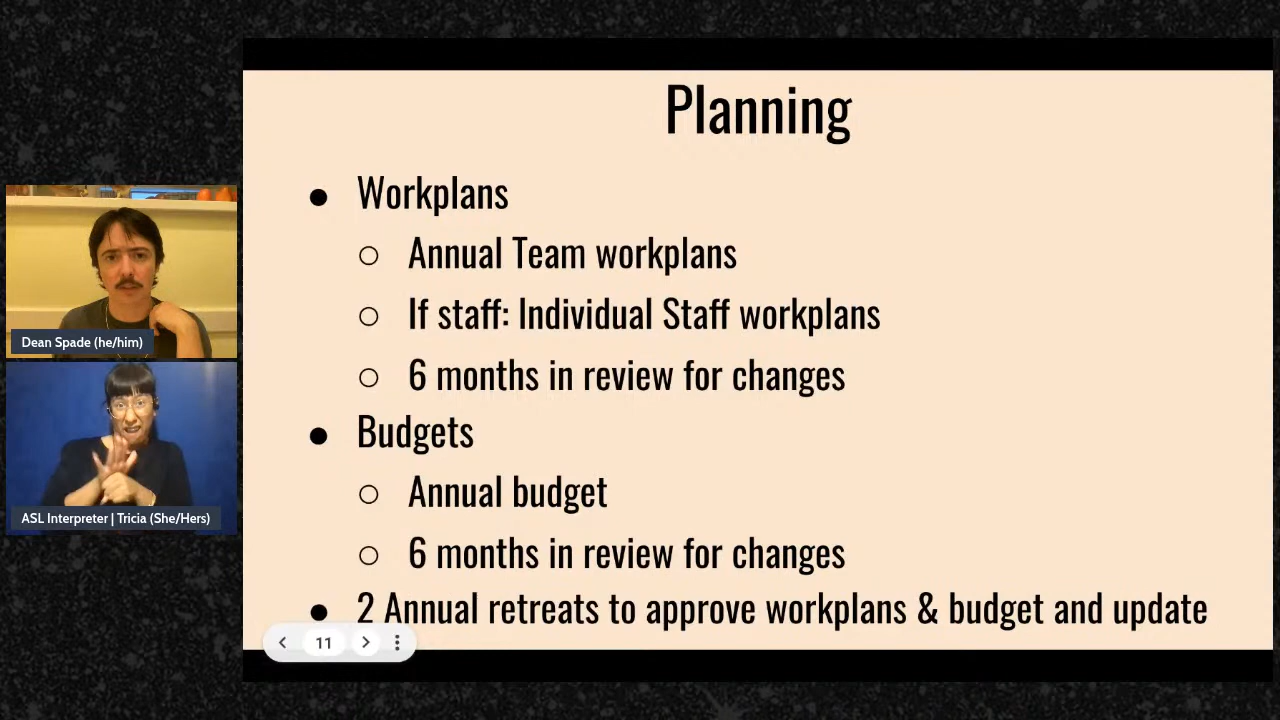 Planning
● Workplans
○ Annual Team workplans
○ If staff: Individual Staff workplans
○ 6 months in review for changes
● Budgets
○ Annual budget
○ 6 months in review for changes
● 2 Annual retreats to approve workplans & budget and update
11
Dean Spade (he/him)
ASL Interpreter | Tricia (She/Hers)